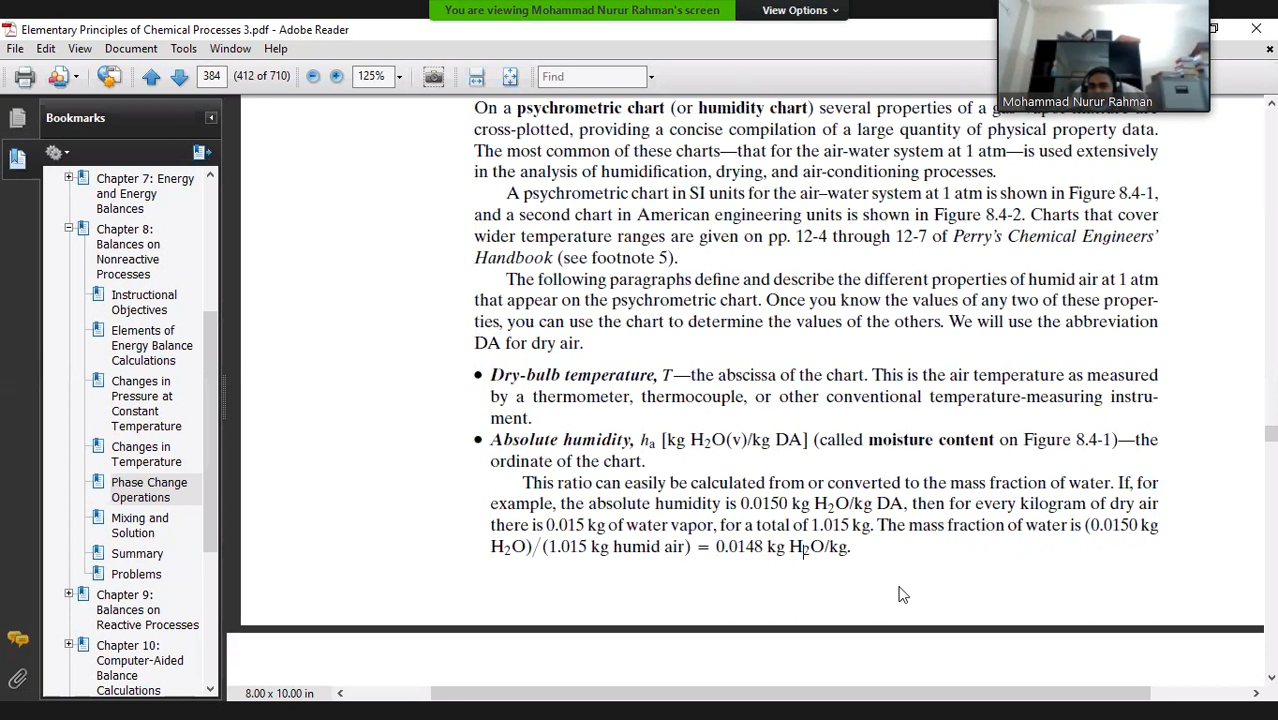 You are viewing Mohammad Nurur Rahman's screen
View Options
Elementary Principles of Chemical Processes 3.pdf - Adobe Reader
File Edit View Document Tools Window Help
384 (412 of 710) 125% Find
Mohammad Nurur Rahman
Bookmarks
Chapter 7: Energy
and Energy
Balances
Chapter 8:
Balances on
Nonreactive
Processes
Instructional
Objectives
Elements of
Energy Balance
Calculations
Changes in
Pressure at
Constant
Temperature
Changes in
Temperature
Phase Change
Operations
Mixing and
Solution
Summary
Problems
Chapter 9:
Balances on
Reactive Processes
Chapter 10:
Computer-Aided
Balance
Calculations
On a psychrometric chart (or humidity chart) several properties of a
cross-plotted, providing a concise compilation of a large quantity of physical property data.
The most common of these charts—that for the air-water system at 1 atm—is used extensively
in the analysis of humidification, drying, and air-conditioning processes.
A psychrometric chart in SI units for the air–water system at 1 atm is shown in Figure 8.4-1,
and a second chart in American engineering units is shown in Figure 8.4-2. Charts that cover
wider temperature ranges are given on pp. 12-4 through 12-7 of Perry's Chemical Engineers'
Handbook (see footnote 5).
The following paragraphs define and describe the different properties of humid air at 1 atm
that appear on the psychrometric chart. Once you know the values of any two of these proper-
ties, you can use the chart to determine the values of the others. We will use the abbreviation
DA for dry air.
• Dry-bulb temperature, T—the abscissa of the chart. This is the air temperature as measured
by a thermometer, thermocouple, or other conventional temperature-measuring instru-
ment.
• Absolute humidity, hₐ [kg H₂O(v)/kg DA] (called moisture content on Figure 8.4-1)—the
ordinate of the chart.
This ratio can easily be calculated from or converted to the mass fraction of water. If, for
example, the absolute humidity is 0.0150 kg H₂O/kg DA, then for every kilogram of dry air
there is 0.015 kg of water vapor, for a total of 1.015 kg. The mass fraction of water is (0.0150 kg
H₂O)/(1.015 kg humid air) = 0.0148 kg H₂O/kg.
8.00 x 10.00 in